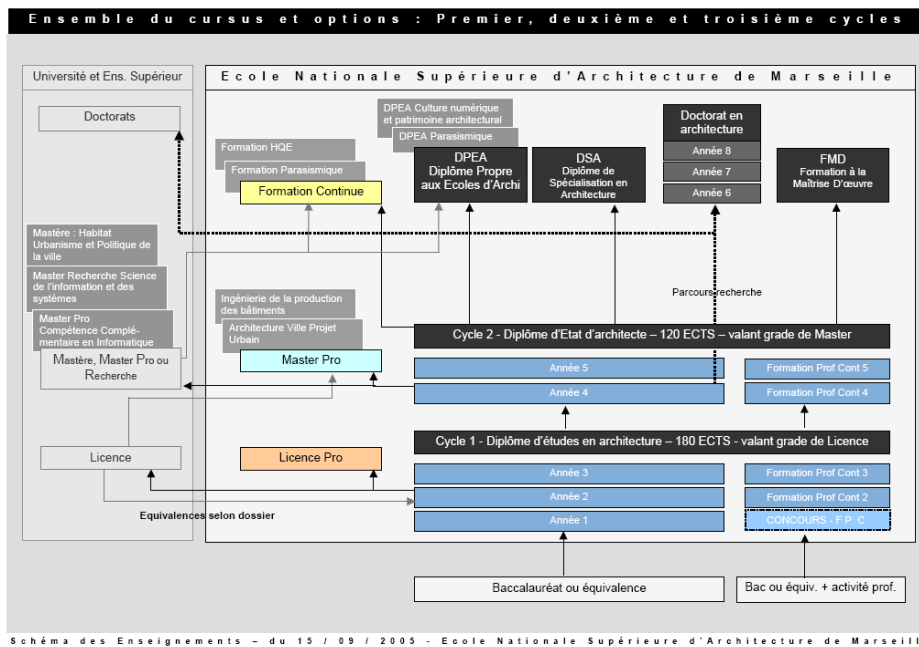 Ensemble du cursus et options : Premier, deuxième et troisième cycles
Université et Ens. Supérieur
Ecole Nationale Supérieure d'Architecture de Marseille
Doctorats
Formation HQE
Formation Parasismique
Formation Continue
DPEA Culture numérique
et patrimoine architectural
DPEA Parasismique
DPEA
Diplôme Propre
aux Ecoles d'Archi
DSA
Diplôme de
Spécialisation en
Architecture
Doctorat en
architecture
Année 8
Année 7
Année 6
FMD
Formation à la
Maîtrise D'œuvre
Mastère : Habitat
Urbanisme et Politique de
la ville
Master Recherche Science
de l'information et des
systèmes
Master Pro
Compétence Complé-
mentaire en Informatique
Mastère, Master Pro ou
Recherche
Ingénierie de la production
des bâtiments
Architecture Ville Projet
Urbain
Master Pro
Parcours recherche
Cycle 2 - Diplôme d'Etat d'architecte – 120 ECTS – valant grade de Master
Année 5
Formation Prof Cont 5
Année 4
Formation Prof Cont 4
Cycle 1 - Diplôme d'études en architecture – 180 ECTS - valant grade de Licence
Licence
Licence Pro
Année 3
Formation Prof Cont 3
Année 2
Formation Prof Cont 2
Equivalences selon dossier
Année 1
CONCOURS - F P C
Baccalauréat ou équivalence
Bac ou équiv. + activité prof.
Schéma des Enseignements – du 15 / 09 / 2005 - Ecole Nationale Supérieure d'Architecture de Marseill